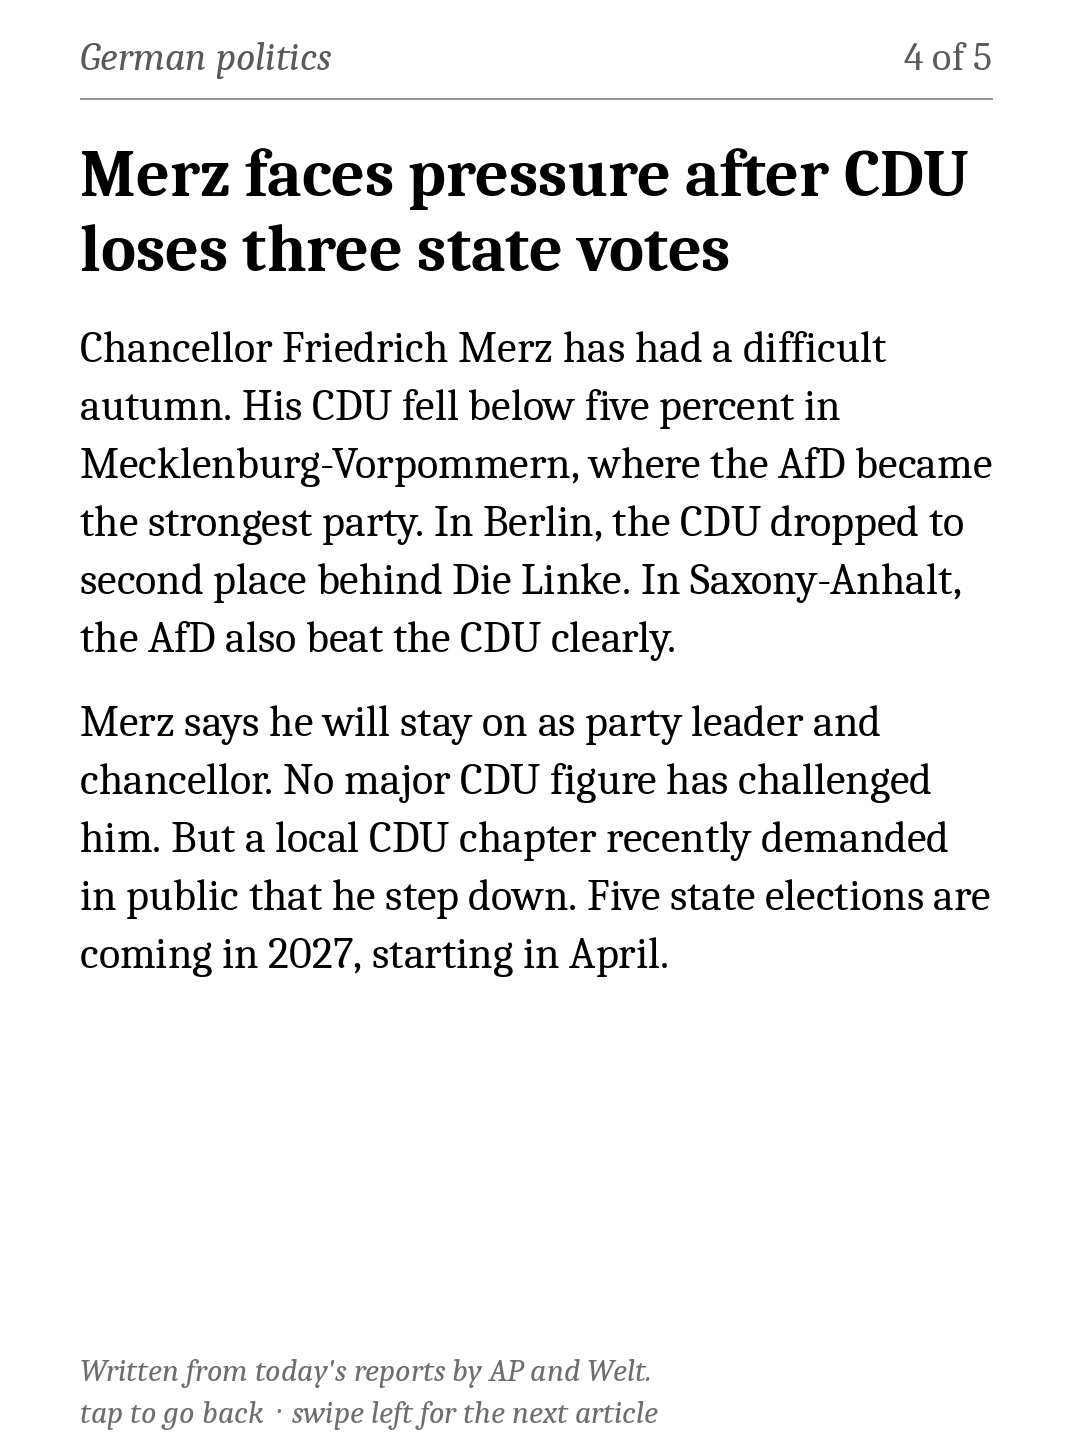 German politics
4 of 5
Merz faces pressure after CDU
loses three state votes
Chancellor Friedrich Merz has had a difficult
autumn. His CDU fell below five percent in
Mecklenburg-Vorpommern, where the AfD became
the strongest party. In Berlin, the CDU dropped to
second place behind Die Linke. In Saxony-Anhalt,
the AfD also beat the CDU clearly.
Merz says he will stay on as party leader and
chancellor. No major CDU figure has challenged
him. But a local CDU chapter recently demanded
in public that he step down. Five state elections are
coming in 2027, starting in April.
Written from today's reports by AP and Welt.
tap to go back · swipe left for the next article